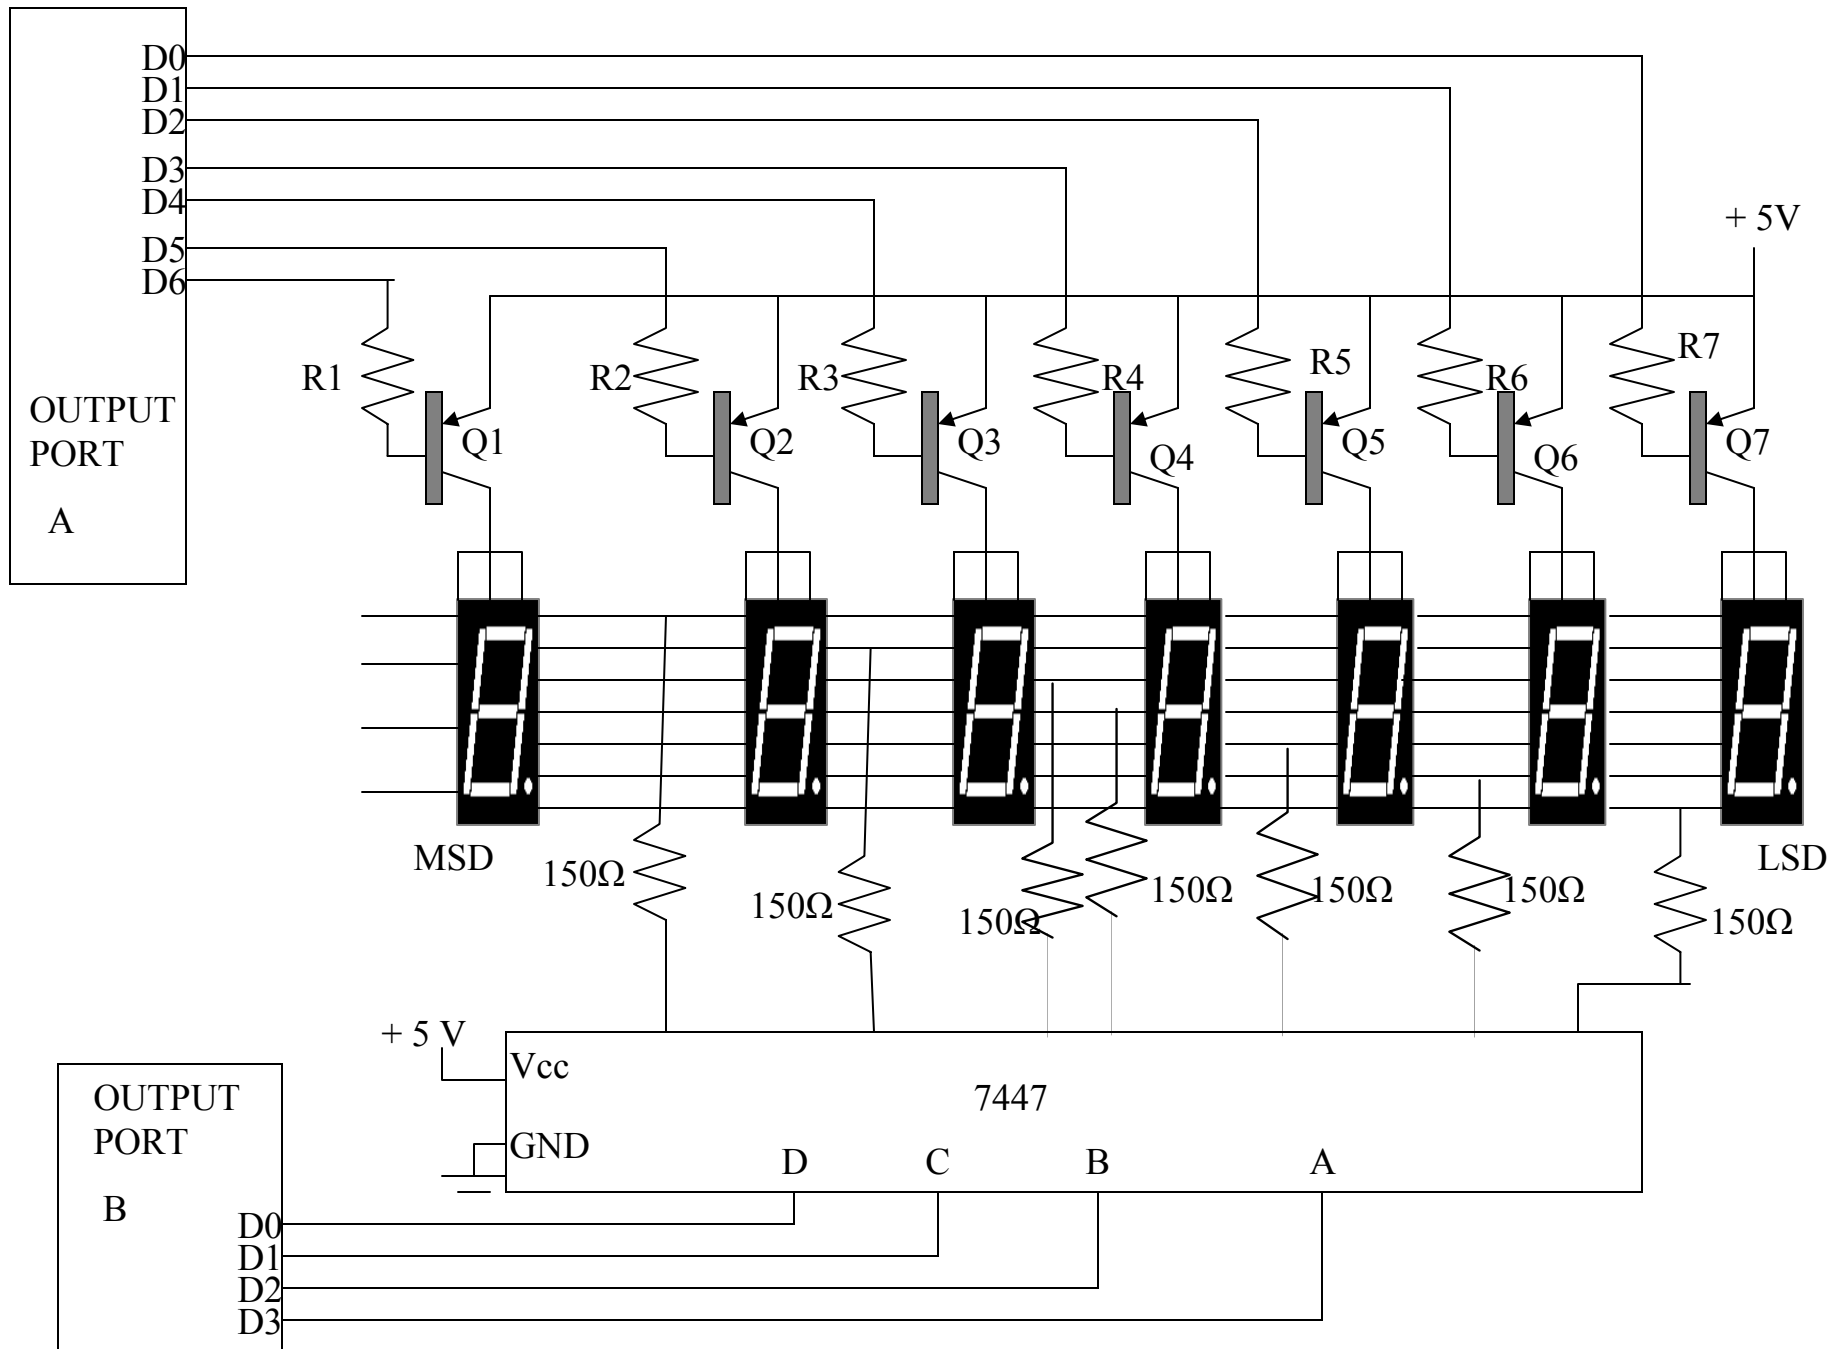 D0
D1
D2
D3
D4
D5
D6
+ 5V
R1
R2
R3
R4
R5
R6
R7
OUTPUT
PORT
A
Q1
Q2
Q3
Q4
Q5
Q6
Q7
MSD
LSD
150Ω
150Ω
150Ω
150Ω
150Ω
150Ω
150Ω
+ 5 V
Vcc
7447
GND
D
C
B
A
OUTPUT
PORT
B
D0
D1
D2
D3